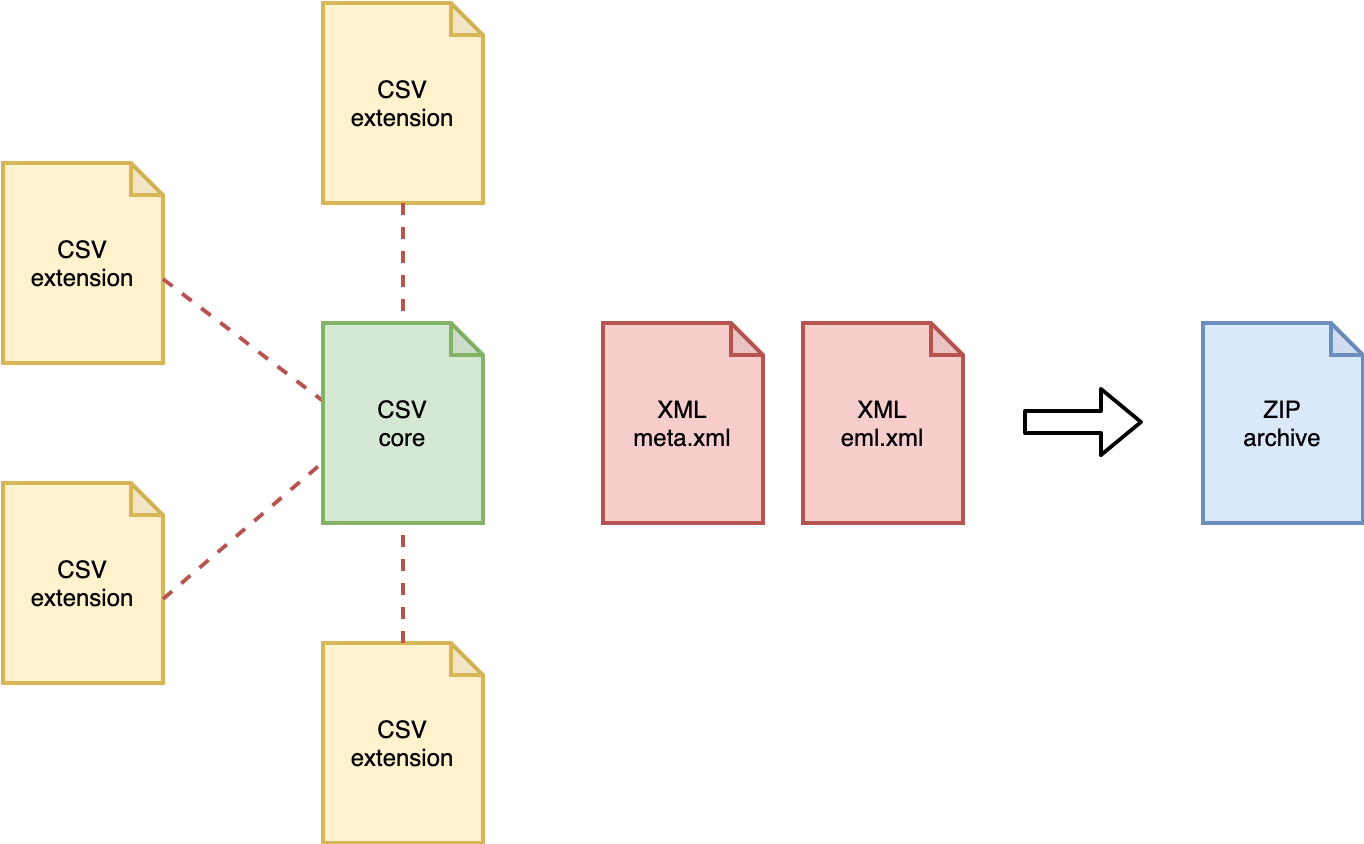 CSV
extension
CSV
extension
CSV
core
XML
meta.xml
XML
eml.xml
ZIP
archive
CSV
extension
CSV
extension